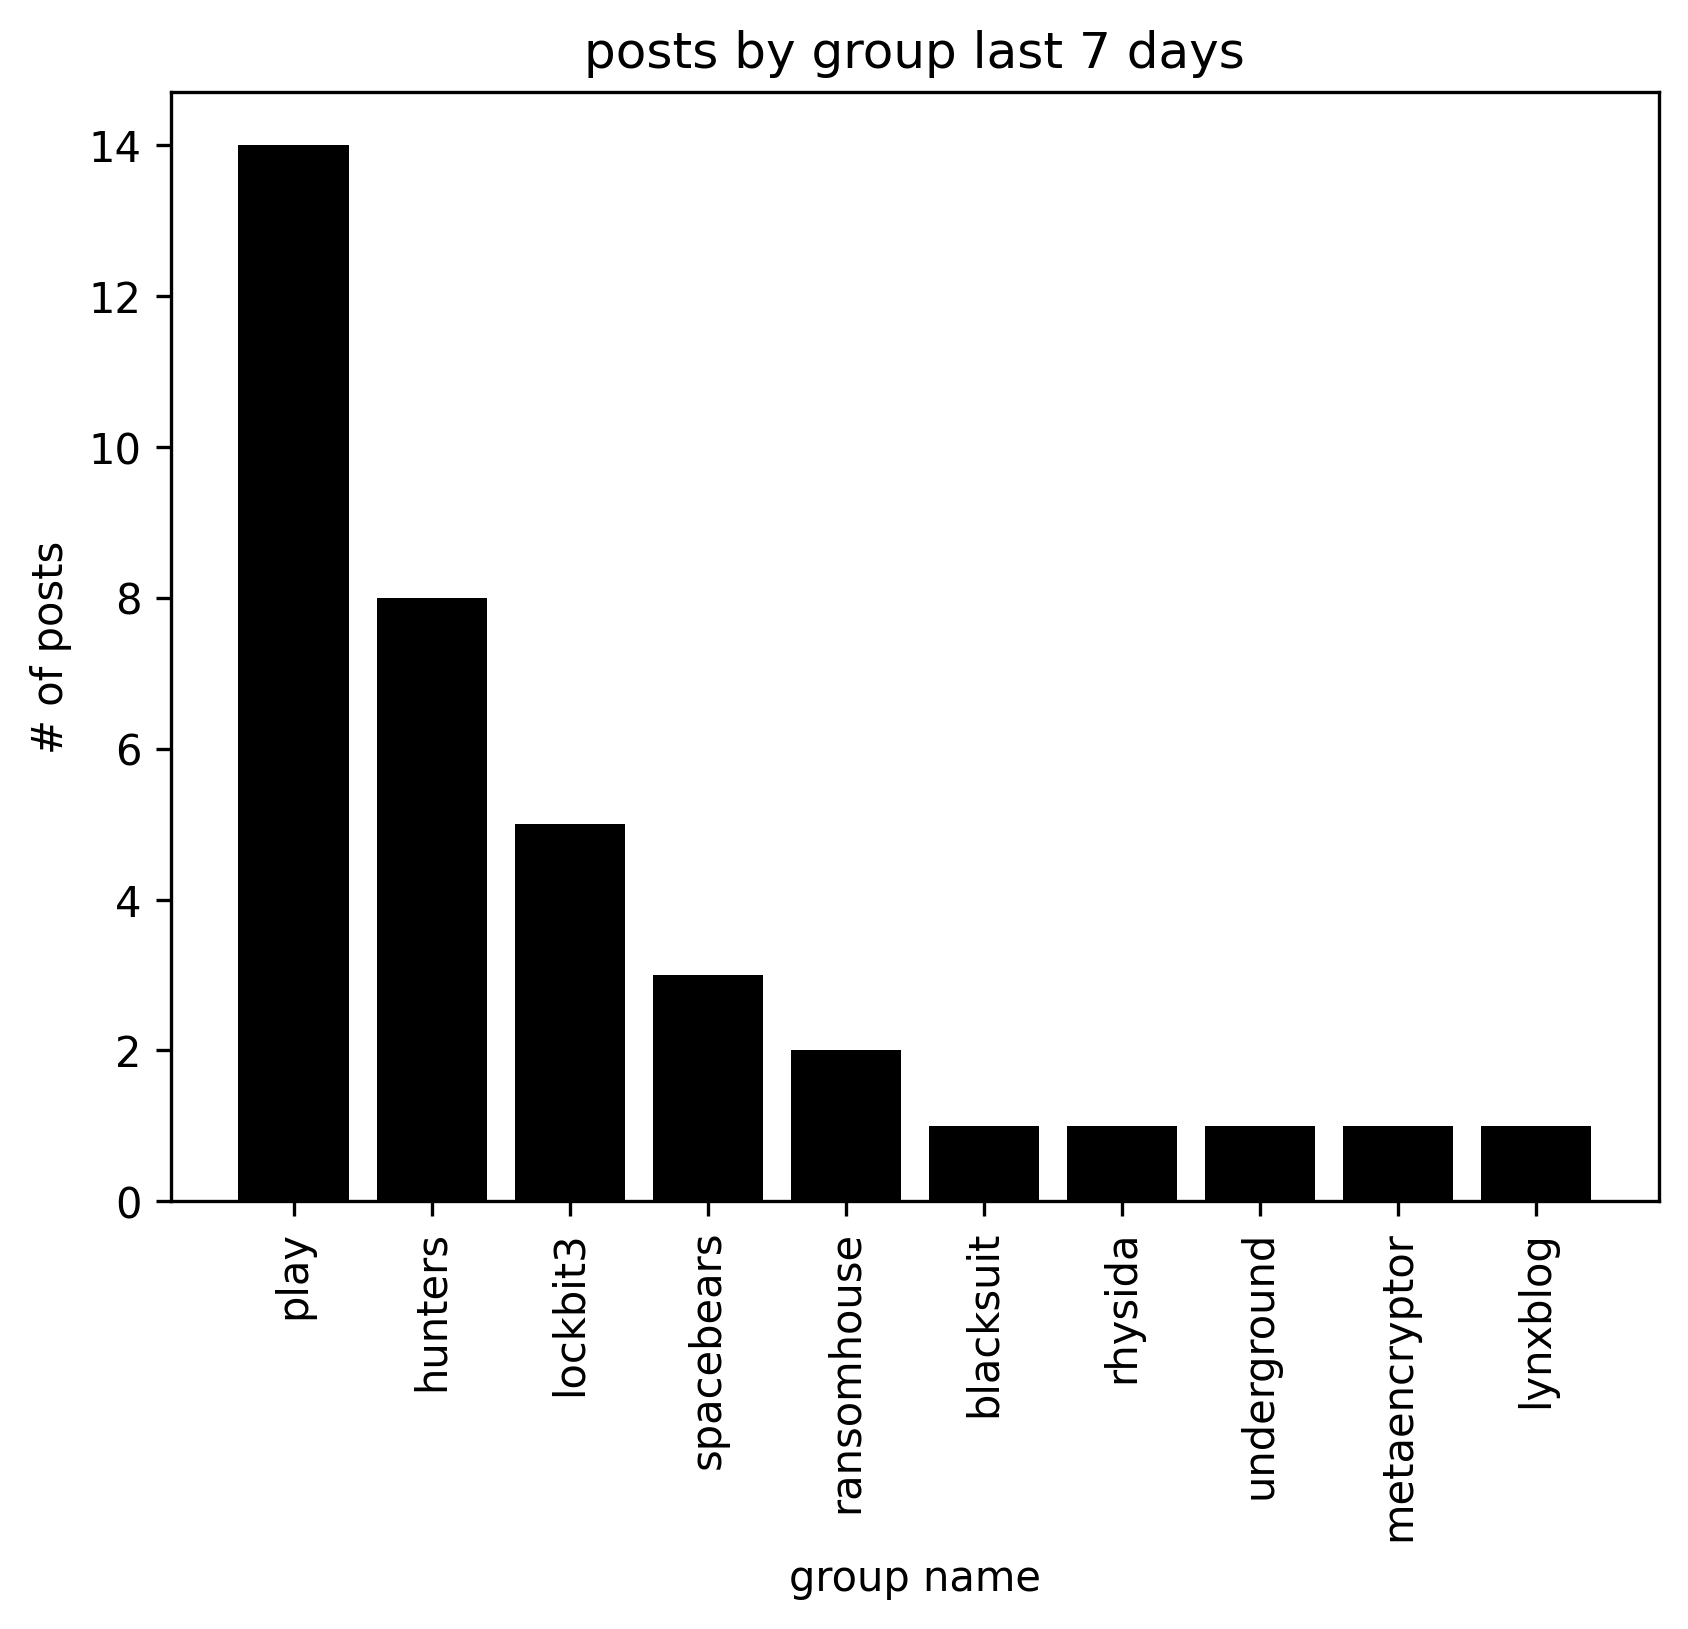 posts by group last 7 days
# of posts
14
12
10
8
6
4
2
0
play
hunters
lockbit3
spacebears
ransomhouse
blacksuit
rhysida
underground
metaencryptor
lynxblog
group name